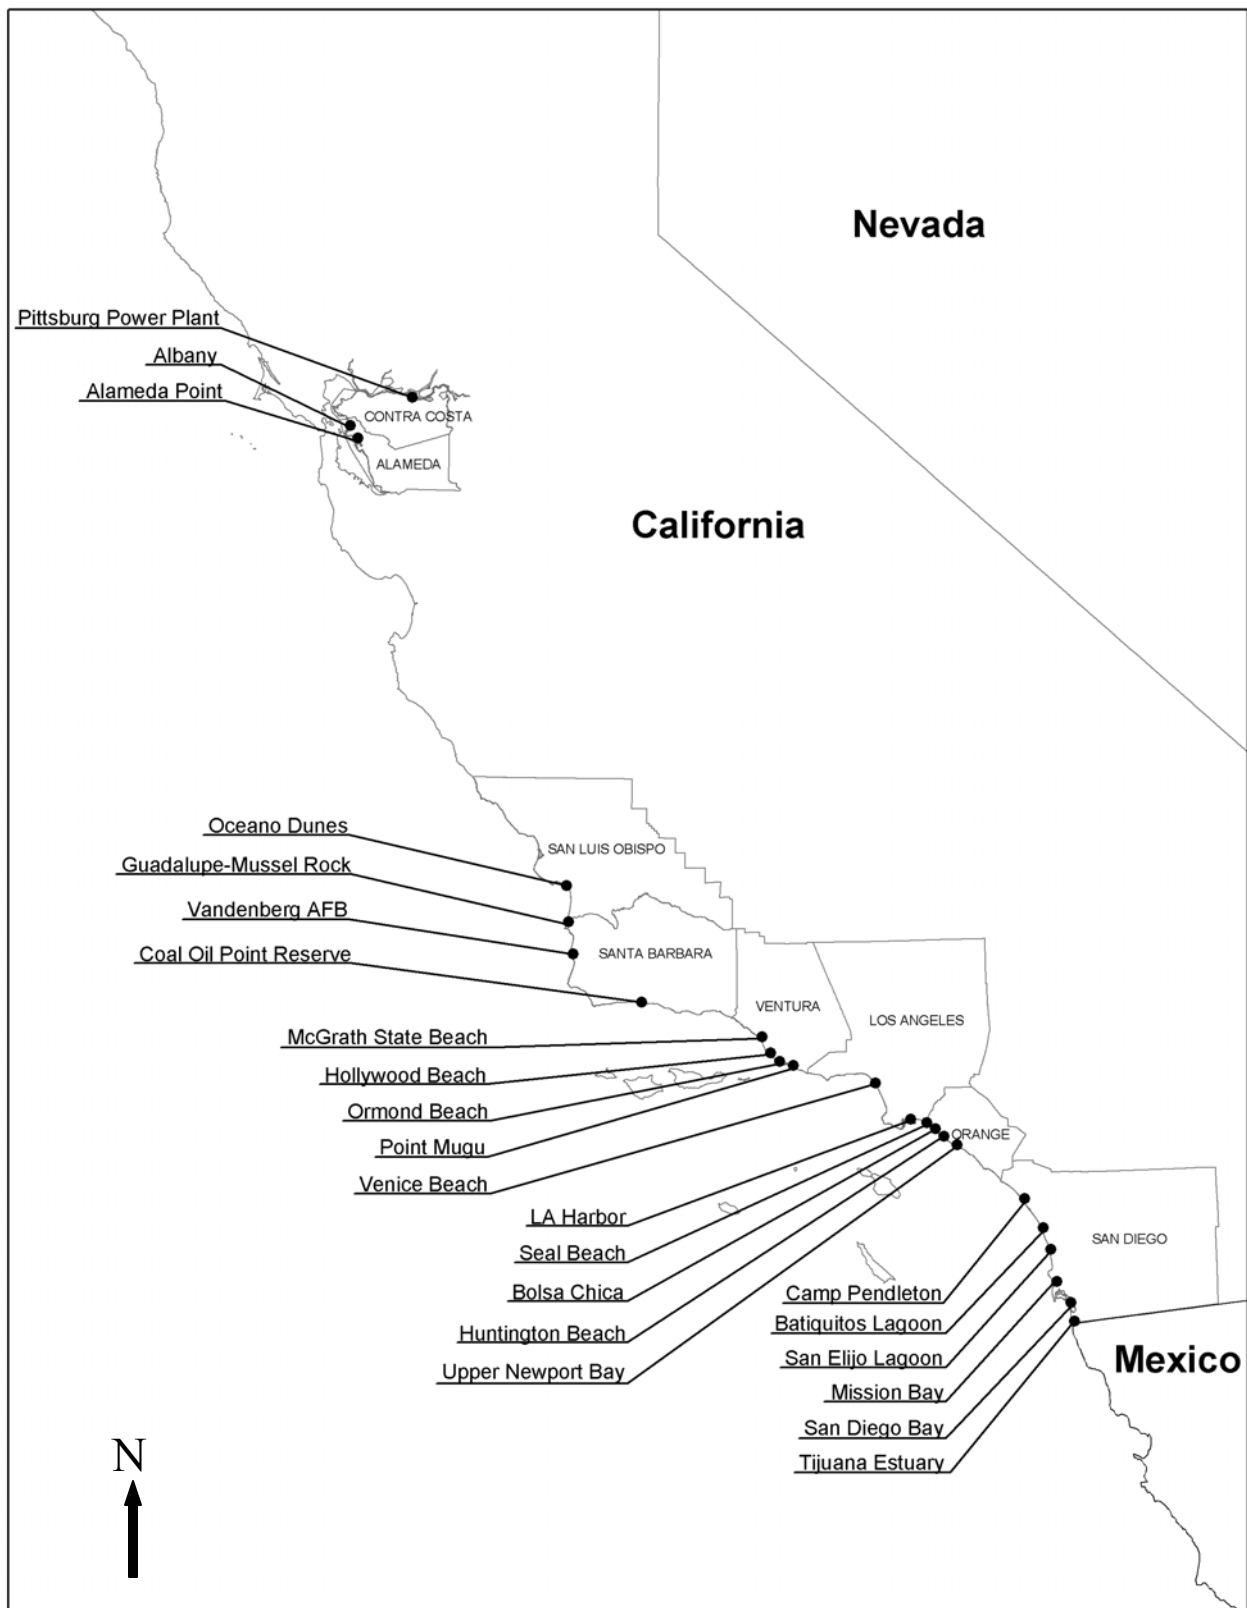 Nevada
Pittsburg Power Plant
Albany
Alameda Point
CONTRA COSTA
ALAMEDA
California
Oceano Dunes
SAN LUIS OBISPO
Guadalupe-Mussel Rock
Vandenberg AFB
Coal Oil Point Reserve
SANTA BARBARA
VENTURA
LOS ANGELES
McGrath State Beach
Hollywood Beach
Ormond Beach
Point Mugu
Venice Beach
ORANGE
LA Harbor
Seal Beach
Bolsa Chica
Huntington Beach
Upper Newport Bay
SAN DIEGO
Camp Pendleton
Batiquitos Lagoon
San Elijo Lagoon
Mission Bay
San Diego Bay
Tijuana Estuary
Mexico
N